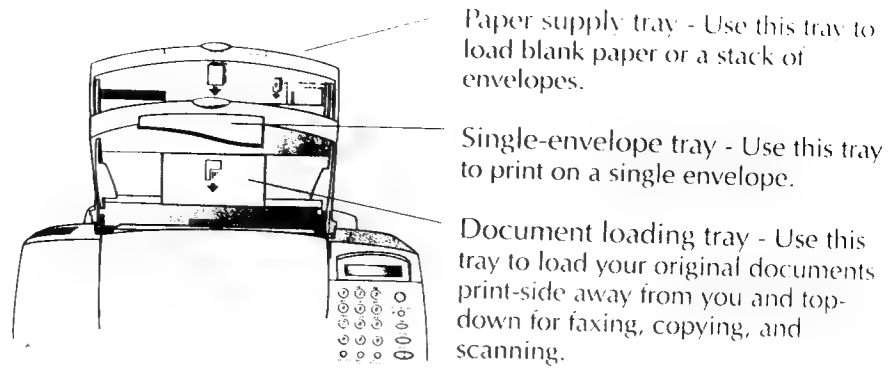 Paper supply tray - Use this tray to
load blank paper or a stack of
envelopes.
Single-envelope tray - Use this tray
to print on a single envelope.
Document loading tray - Use this
tray to load your original documents
print-side away from you and top-
down for faxing, copying, and
scanning.